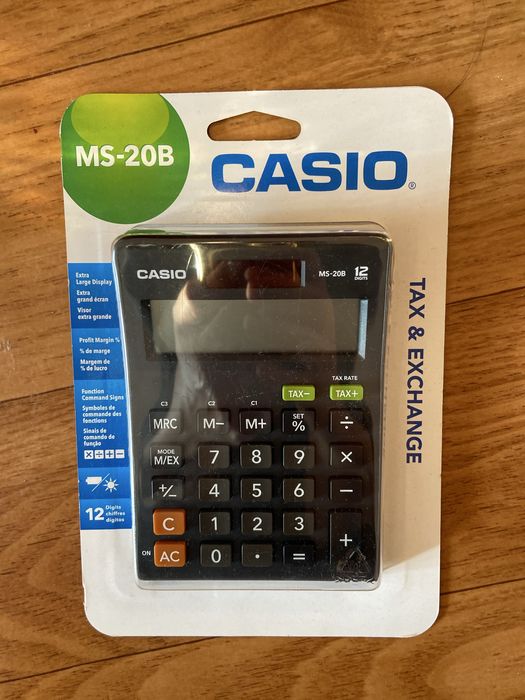 MS-20B
CASIO®
CASIO
MS-20B
12
DIGITS
Extra
Large Display
Extra
grand écran
Visor
extra grande
Profit Margin %
% de marge
Margem de
% de lucro
Function
Command Signs
Symboles de
commande des
fonctions
Sinais de
comando de
função
× ÷ + −
12 Digits
chiffres
dígitos
TAX & EXCHANGE
TAX RATE
TAX− TAX+
C3 C2 C1
MRC M− M+ SET % ÷
MODE
M/EX 7 8 9 ×
+/− 4 5 6 −
C 1 2 3 +
ON AC 0 · =